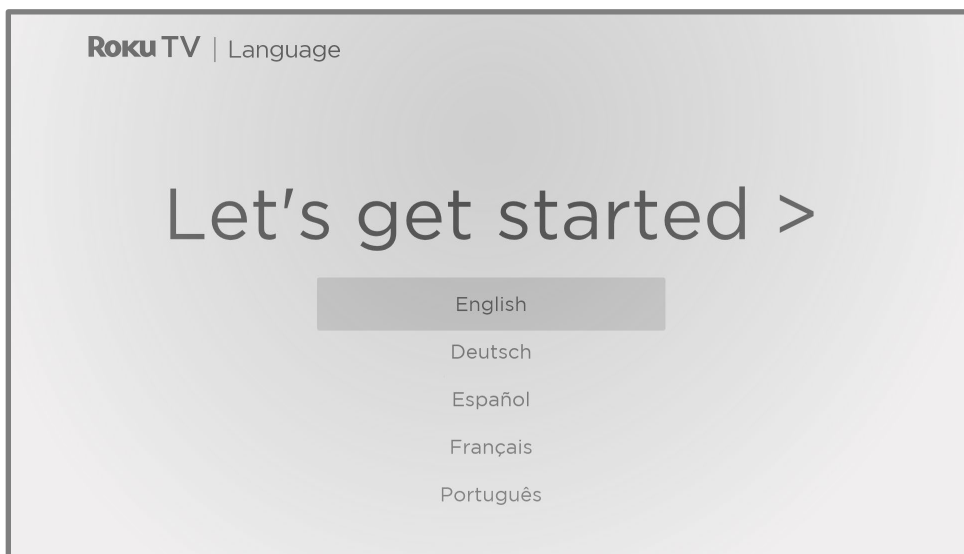 Roku TV | Language
Let's get started >
English
Deutsch
Español
Français
Português